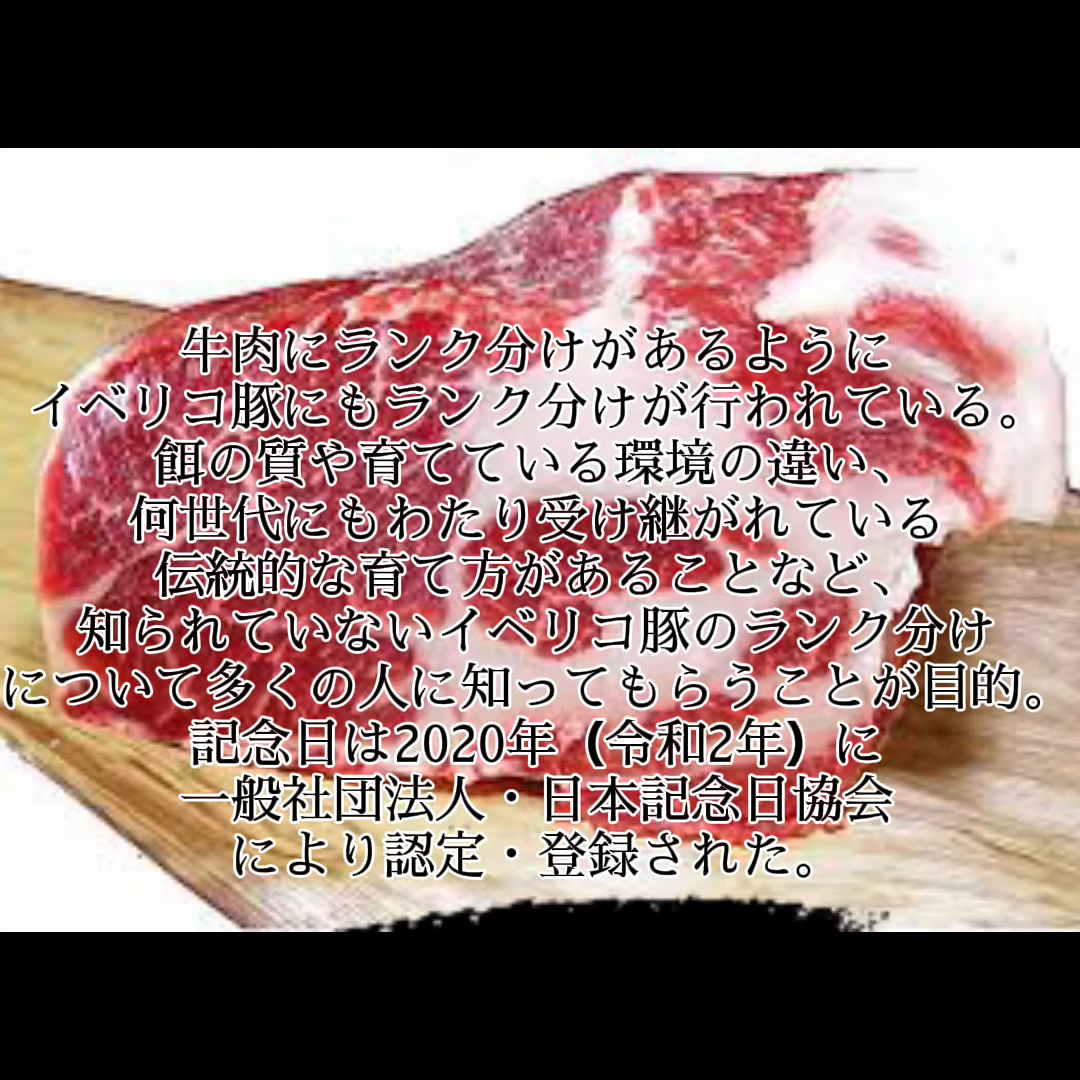 牛肉にランク分けがあるように
イベリコ豚にもランク分けが行われている。
餌の質や育てている環境の違い、
何世代にもわたり受け継がれている
伝統的な育て方があることなど、
知られていないイベリコ豚のランク分け
について多くの人に知ってもらうことが目的。
記念日は2020年（令和2年）に
一般社団法人・日本記念日協会
により認定・登録された。